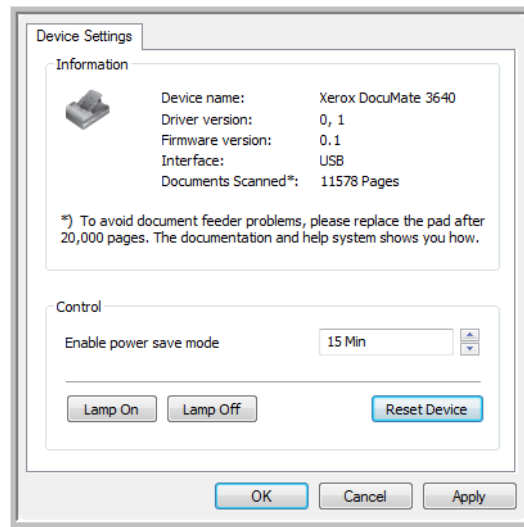 Device Settings
Information
Device name: Xerox DocuMate 3640
Driver version: 0, 1
Firmware version: 0.1
Interface: USB
Documents Scanned*: 11578 Pages
*) To avoid document feeder problems, please replace the pad after
20,000 pages. The documentation and help system shows you how.
Control
Enable power save mode 15 Min
Lamp On Lamp Off Reset Device
OK Cancel Apply